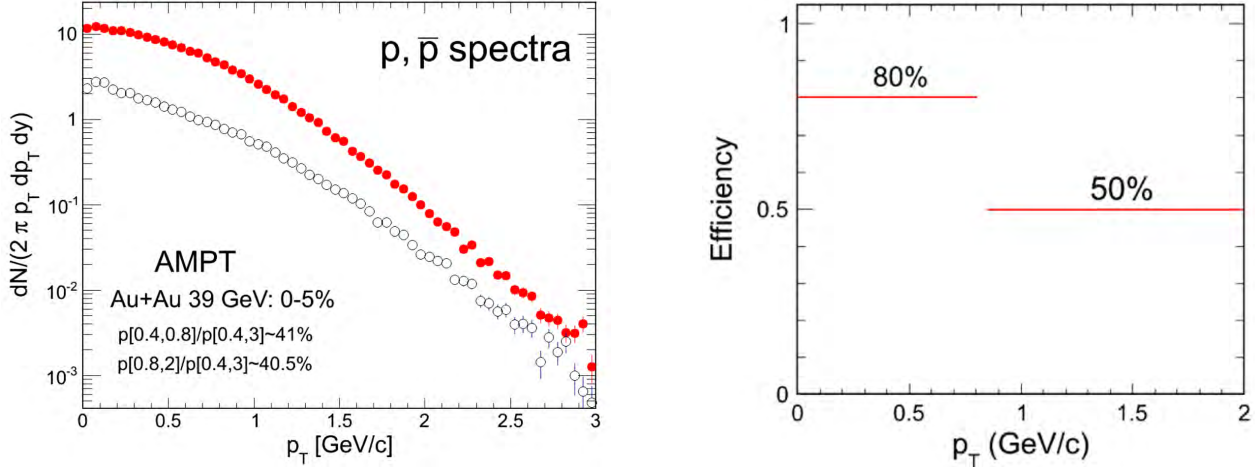 p, p̅ spectra
10
1
10⁻¹
10⁻²
10⁻³
dN/(2 π p_T dp_T dy)
AMPT
Au+Au 39 GeV: 0-5%
p[0.4,0.8]/p[0.4,3]~41%
p[0.8,2]/p[0.4,3]~40.5%
0 0.5 1 1.5 2 2.5 3
p_T [GeV/c]
1
0.5
0
Efficiency
80%
50%
0 0.5 1 1.5 2
p_T (GeV/c)